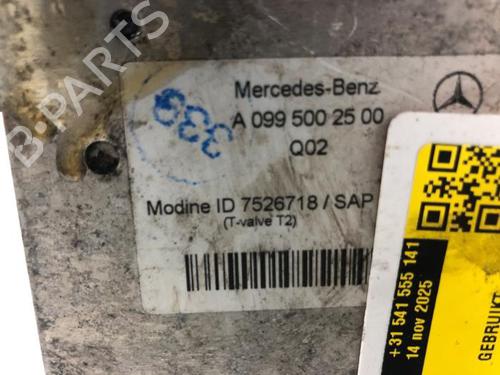 B-PARTS
339
Mercedes-Benz
A 099 500 25 00
Q02
Modine ID 7526718 / SAP
(T-valve T2)
+31 541 555 141
14 nov 2025